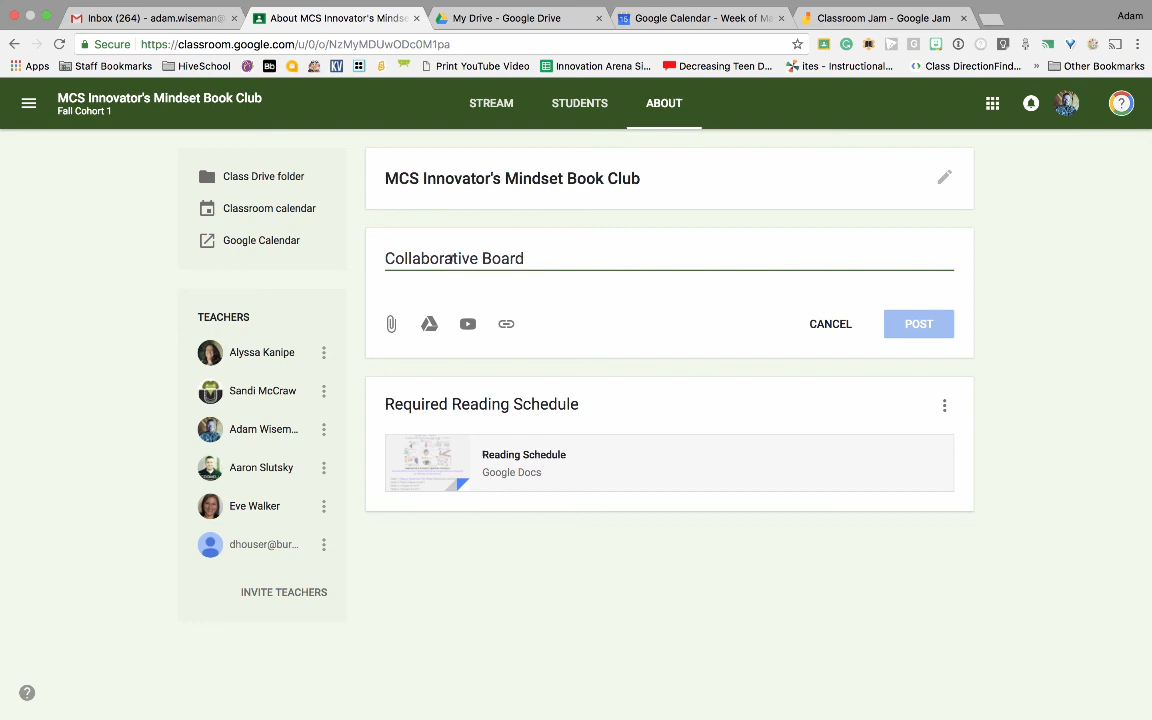 Inbox (264) - adam.wiseman@
About MCS Innovator's Mindse
My Drive - Google Drive
Google Calendar - Week of Ma
Classroom Jam - Google Jam
Adam
Secure
https://classroom.google.com/u/0/o/NzMyMDUwODc0M1pa
Apps
Staff Bookmarks
HiveSchool
Print YouTube Video
Innovation Arena Si...
Decreasing Teen D...
ites - Instructional...
Class DirectionFind...
»
Other Bookmarks
MCS Innovator's Mindset Book Club
Fall Cohort 1
STREAM
STUDENTS
ABOUT
Class Drive folder
Classroom calendar
Google Calendar
TEACHERS
Alyssa Kanipe
Sandi McCraw
Adam Wisem...
Aaron Slutsky
Eve Walker
dhouser@bur...
INVITE TEACHERS
MCS Innovator's Mindset Book Club
Collaborative Board
CANCEL
POST
Required Reading Schedule
Reading Schedule
Google Docs